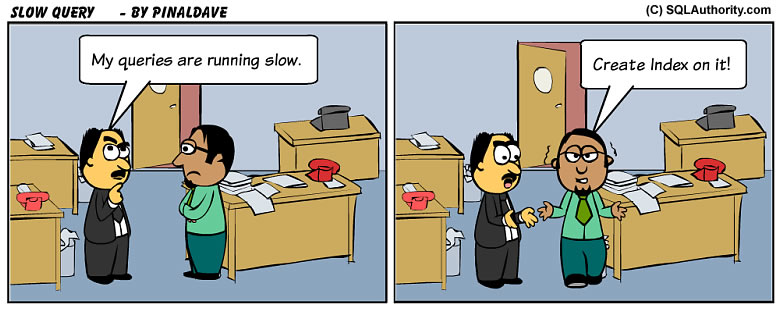 SLOW QUERY - BY PINALDAVE
(C) SQLAuthority.com
My queries are running slow.
Create Index on it!